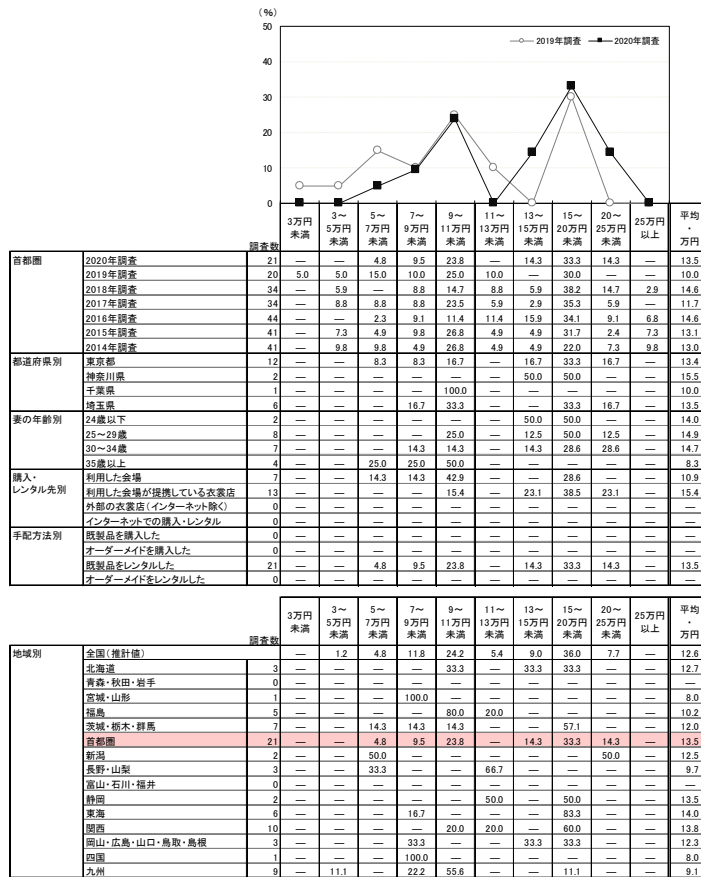 （%）
50
40
30
20
10
0
2019年調査 2020年調査
調査数 3万円未満 3～5万円未満 5～7万円未満 7～9万円未満 9～11万円未満 11～13万円未満 13～15万円未満 15～20万円未満 20～25万円未満 25万円以上 平均・万円
首都圏 2020年調査 21 — — 4.8 9.5 23.8 — 14.3 33.3 14.3 — 13.5
2019年調査 20 5.0 5.0 15.0 10.0 25.0 10.0 — 30.0 — — 10.0
2018年調査 34 — 5.9 — 8.8 14.7 8.8 5.9 38.2 14.7 2.9 14.6
2017年調査 34 — 8.8 8.8 8.8 23.5 5.9 2.9 35.3 5.9 — 11.7
2016年調査 44 — — 2.3 9.1 11.4 11.4 15.9 34.1 9.1 6.8 14.6
2015年調査 41 — 7.3 4.9 9.8 26.8 4.9 4.9 31.7 2.4 7.3 13.1
2014年調査 41 — 9.8 9.8 4.9 26.8 4.9 4.9 22.0 7.3 9.8 13.0
都道府県別 東京都 12 — — 8.3 8.3 16.7 — 16.7 33.3 16.7 — 13.4
神奈川県 2 — — — — — — 50.0 50.0 — — 15.5
千葉県 1 — — — — 100.0 — — — — — 10.0
埼玉県 6 — — — 16.7 33.3 — — 33.3 16.7 — 13.5
妻の年齢別 24歳以下 2 — — — — — — 50.0 50.0 — — 14.0
25～29歳 8 — — — — 25.0 — 12.5 50.0 12.5 — 14.9
30～34歳 7 — — — 14.3 14.3 — 14.3 28.6 28.6 — 14.7
35歳以上 4 — — 25.0 25.0 50.0 — — — — — 8.3
購入・レンタル先別 利用した会場 7 — — 14.3 14.3 42.9 — — 28.6 — — 10.9
利用した会場が提携している衣裳店 13 — — — — 15.4 — 23.1 38.5 23.1 — 15.4
外部の衣裳店（インターネット除く） 0 — — — — — — — — — — —
インターネットでの購入・レンタル 0 — — — — — — — — — — —
手配方法別 既製品を購入した 0 — — — — — — — — — — —
オーダーメイドを購入した 0 — — — — — — — — — — —
既製品をレンタルした 21 — — 4.8 9.5 23.8 — 14.3 33.3 14.3 — 13.5
オーダーメイドをレンタルした 0 — — — — — — — — — — —
調査数 3万円未満 3～5万円未満 5～7万円未満 7～9万円未満 9～11万円未満 11～13万円未満 13～15万円未満 15～20万円未満 20～25万円未満 25万円以上 平均・万円
地域別 全国（推計値） — 1.2 4.8 11.8 24.2 5.4 9.0 36.0 7.7 — 12.6
北海道 3 — — — — 33.3 — 33.3 33.3 — — 12.7
青森・秋田・岩手 0 — — — — — — — — — — —
宮城・山形 1 — — — 100.0 — — — — — — 8.0
福島 5 — — — — 80.0 20.0 — — — — 10.2
茨城・栃木・群馬 7 — — 14.3 14.3 14.3 — — 57.1 — — 12.0
首都圏 21 — — 4.8 9.5 23.8 — 14.3 33.3 14.3 — 13.5
新潟 2 — — 50.0 — — — — — 50.0 — 12.5
長野・山梨 3 — — 33.3 — — 66.7 — — — — 9.7
富山・石川・福井 0 — — — — — — — — — — —
静岡 2 — — — — — 50.0 — 50.0 — — 13.5
東海 6 — — — 16.7 — — — 83.3 — — 14.0
関西 10 — — — — 20.0 20.0 — 60.0 — — 13.8
岡山・広島・山口・鳥取・島根 3 — — — 33.3 — — 33.3 33.3 — — 12.3
四国 1 — — — 100.0 — — — — — — 8.0
九州 9 — 11.1 — 22.2 55.6 — — 11.1 — — 9.1